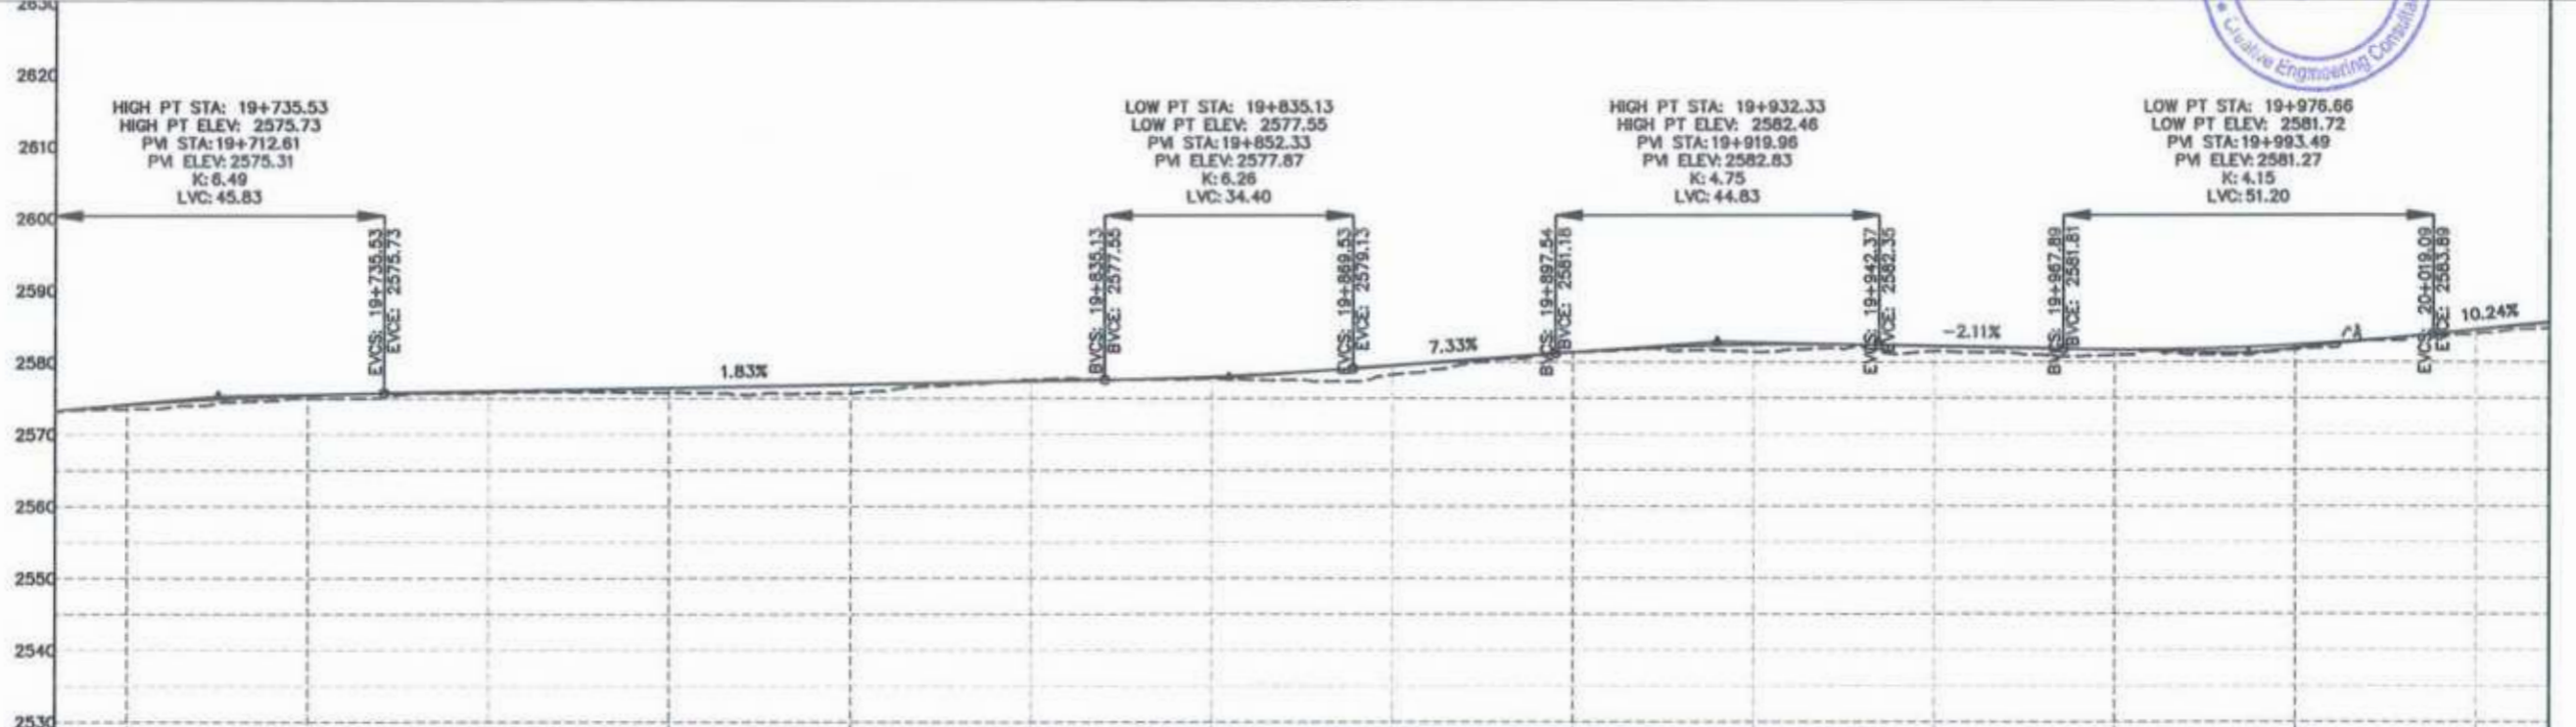 2630
2620
2610
2600
2590
2580
2570
2560
2550
2540
2530
HIGH PT STA: 19+735.53
HIGH PT ELEV: 2575.73
PVI STA:19+712.61
PVI ELEV:2575.31
K:6.49
LVC:45.83
EVCS: 19+735.53
EVCE: 2575.73
1.83%
LOW PT STA: 19+835.13
LOW PT ELEV: 2577.55
PVI STA:19+852.33
PVI ELEV:2577.87
K:6.26
LVC:34.40
BVCS: 19+835.13
BVCE: 2577.55
EVCS: 19+869.53
EVCE: 2579.13
7.33%
HIGH PT STA: 19+932.33
HIGH PT ELEV: 2582.46
PVI STA:19+919.96
PVI ELEV:2582.83
K:4.75
LVC:44.83
BVCS: 19+897.54
BVCE: 2581.18
EVCS: 19+942.37
EVCE: 2582.35
-2.11%
LOW PT STA: 19+976.66
LOW PT ELEV: 2581.72
PVI STA:19+993.49
PVI ELEV:2581.27
K:4.15
LVC:51.20
BVCS: 19+967.89
BVCE: 2581.81
EVCS: 20+019.09
EVCE: 2583.89
10.24%
Creative Engineering